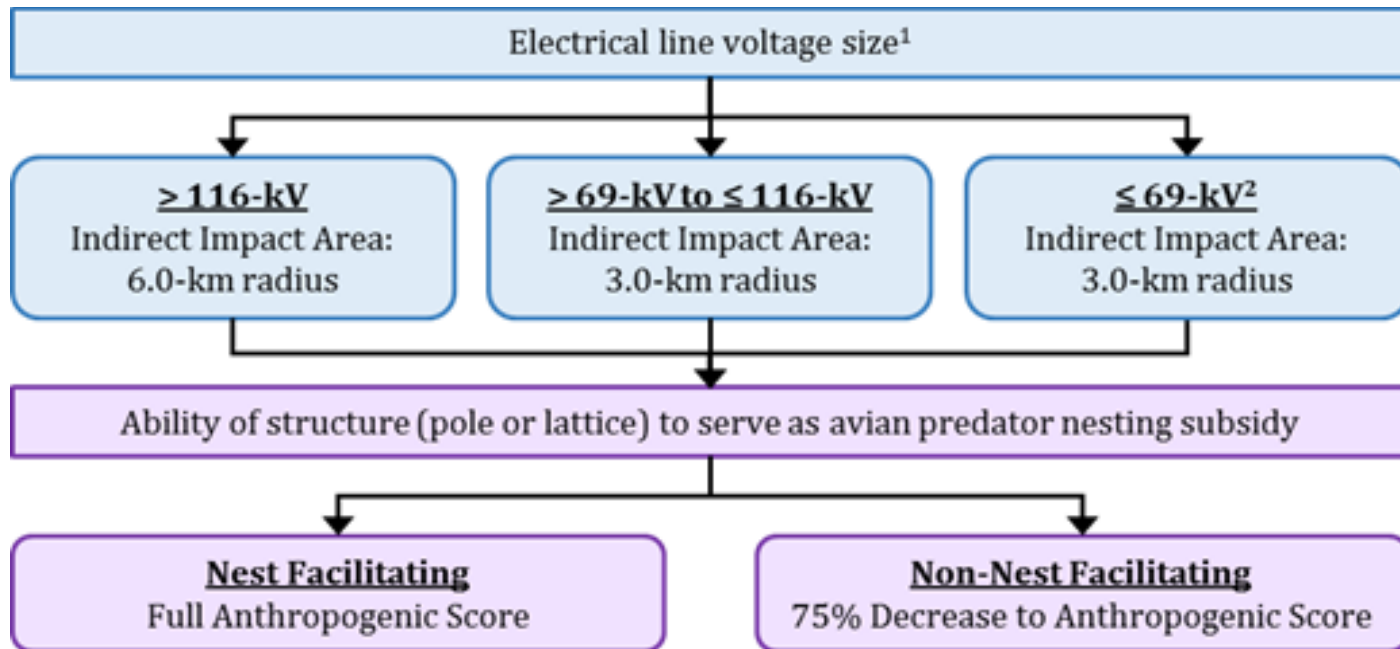 Electrical line voltage size¹
> 116-kV
Indirect Impact Area:
6.0-km radius
> 69-kV to ≤ 116-kV
Indirect Impact Area:
3.0-km radius
≤ 69-kV²
Indirect Impact Area:
3.0-km radius
Ability of structure (pole or lattice) to serve as avian predator nesting subsidy
Nest Facilitating
Full Anthropogenic Score
Non-Nest Facilitating
75% Decrease to Anthropogenic Score